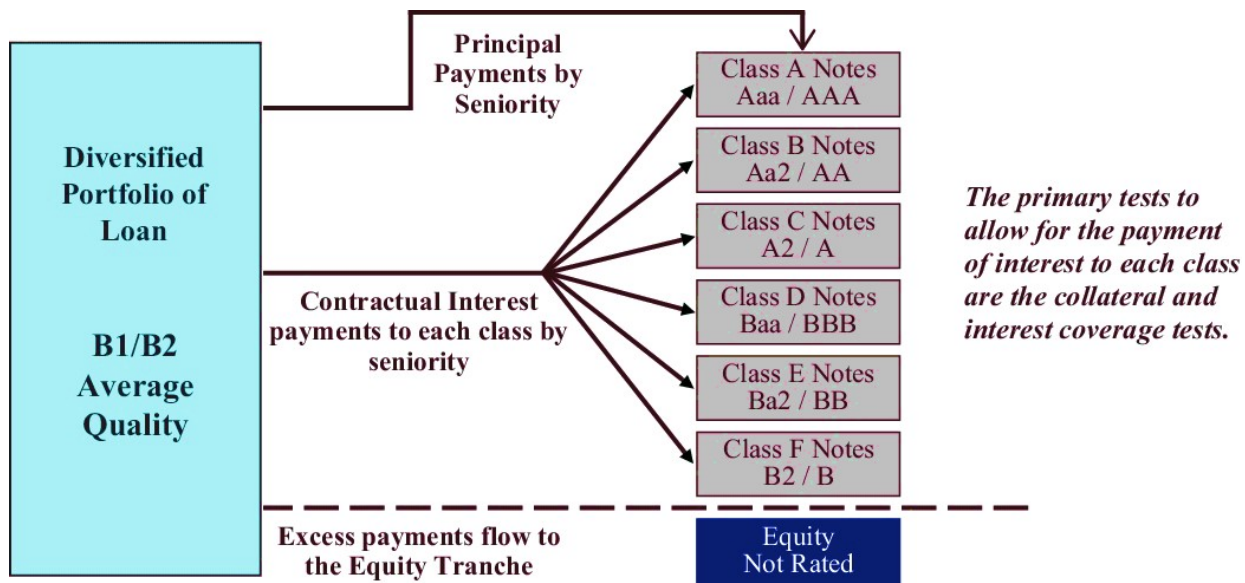 Diversified
Portfolio of
Loan
B1/B2
Average
Quality
Principal
Payments by
Seniority
Contractual Interest
payments to each class by
seniority
Excess payments flow to
the Equity Tranche
Class A Notes
Aaa / AAA
Class B Notes
Aa2 / AA
Class C Notes
A2 / A
Class D Notes
Baa / BBB
Class E Notes
Ba2 / BB
Class F Notes
B2 / B
Equity
Not Rated
The primary tests to
allow for the payment
of interest to each class
are the collateral and
interest coverage tests.